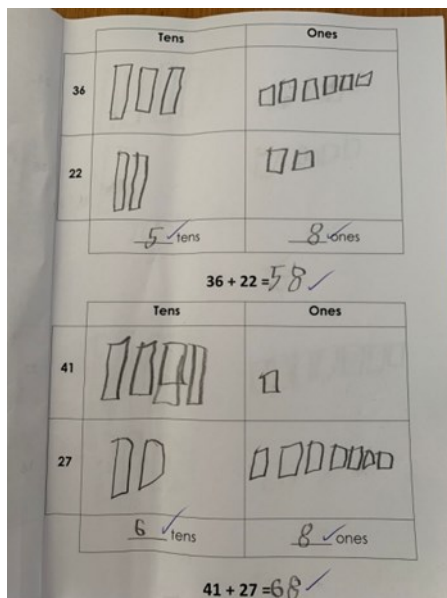 Tens Ones
36
22
5 tens 8 ones
36 + 22 = 58
Tens Ones
41
27
6 tens 8 ones
41 + 27 = 68